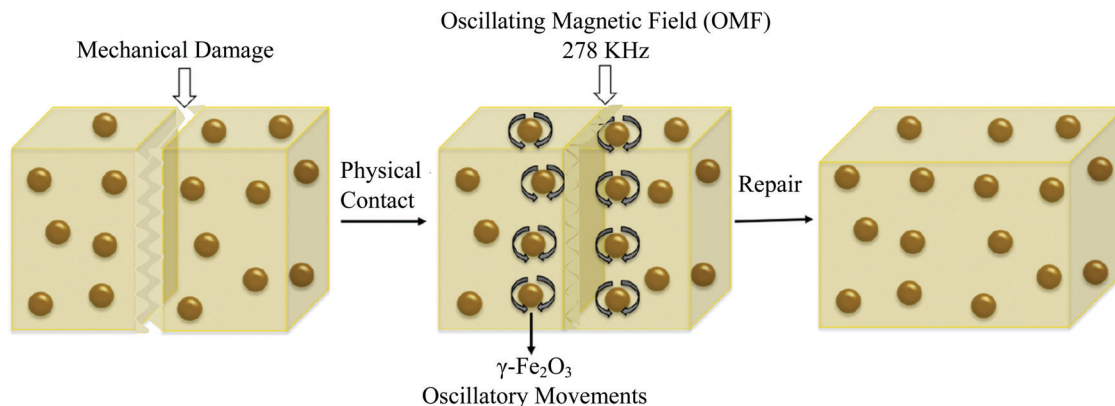 Oscillating Magnetic Field (OMF)
278 KHz
Mechanical Damage
Physical
Contact
Repair
γ-Fe₂O₃
Oscillatory Movements